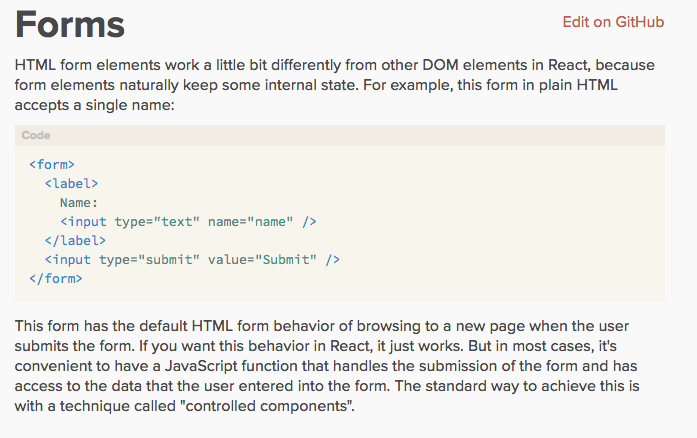 Forms
Edit on GitHub
HTML form elements work a little bit differently from other DOM elements in React, because
form elements naturally keep some internal state. For example, this form in plain HTML
accepts a single name:
Code
<form>
  <label>
    Name:
    <input type="text" name="name" />
  </label>
  <input type="submit" value="Submit" />
</form>
This form has the default HTML form behavior of browsing to a new page when the user
submits the form. If you want this behavior in React, it just works. But in most cases, it's
convenient to have a JavaScript function that handles the submission of the form and has
access to the data that the user entered into the form. The standard way to achieve this is
with a technique called "controlled components".